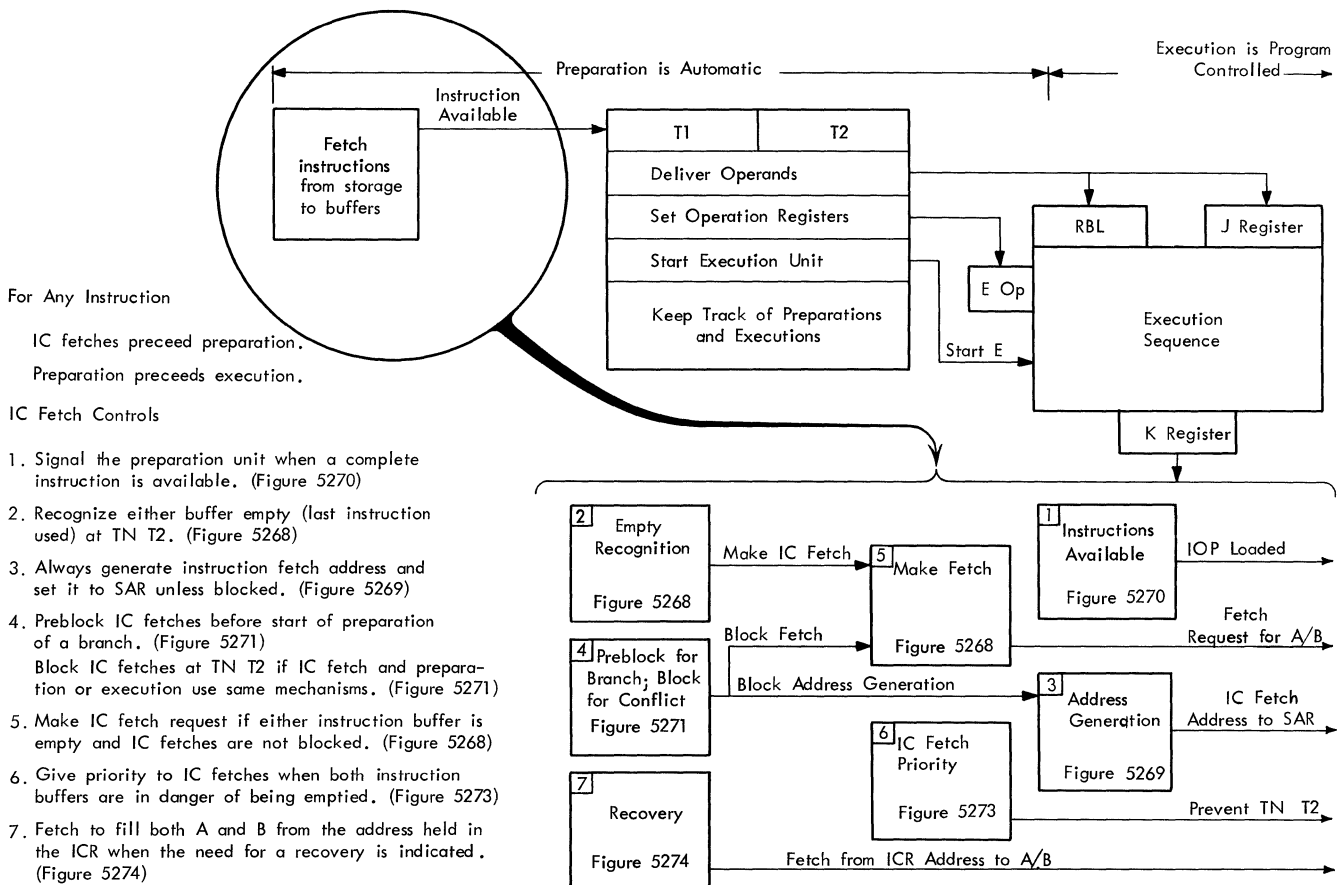 Preparation is Automatic
Execution is Program
Controlled
Instruction
Available
Fetch
instructions
from storage
to buffers
T1
T2
Deliver Operands
Set Operation Registers
Start Execution Unit
Keep Track of Preparations
and Executions
RBL
J Register
E Op
Execution
Sequence
Start E
K Register
For Any Instruction
IC fetches preceed preparation.
Preparation preceeds execution.
IC Fetch Controls
1. Signal the preparation unit when a complete
instruction is available. (Figure 5270)
2. Recognize either buffer empty (last instruction
used) at TN T2. (Figure 5268)
3. Always generate instruction fetch address and
set it to SAR unless blocked. (Figure 5269)
4. Preblock IC fetches before start of preparation
of a branch. (Figure 5271)
Block IC fetches at TN T2 if IC fetch and prepara-
tion or execution use same mechanisms. (Figure 5271)
5. Make IC fetch request if either instruction buffer is
empty and IC fetches are not blocked. (Figure 5268)
6. Give priority to IC fetches when both instruction
buffers are in danger of being emptied. (Figure 5273)
7. Fetch to fill both A and B from the address held in
the ICR when the need for a recovery is indicated.
(Figure 5274)
2
Empty
Recognition
Figure 5268
Make IC Fetch
5
Make Fetch
Figure 5268
1
Instructions
Available
Figure 5270
IOP Loaded
Fetch
Request for A/B
4
Preblock for
Branch; Block
for Conflict
Figure 5271
Block Fetch
Block Address Generation
3
Address
Generation
Figure 5269
IC Fetch
Address to SAR
6
IC Fetch
Priority
Figure 5273
Prevent TN T2
7
Recovery
Figure 5274
Fetch from ICR Address to A/B